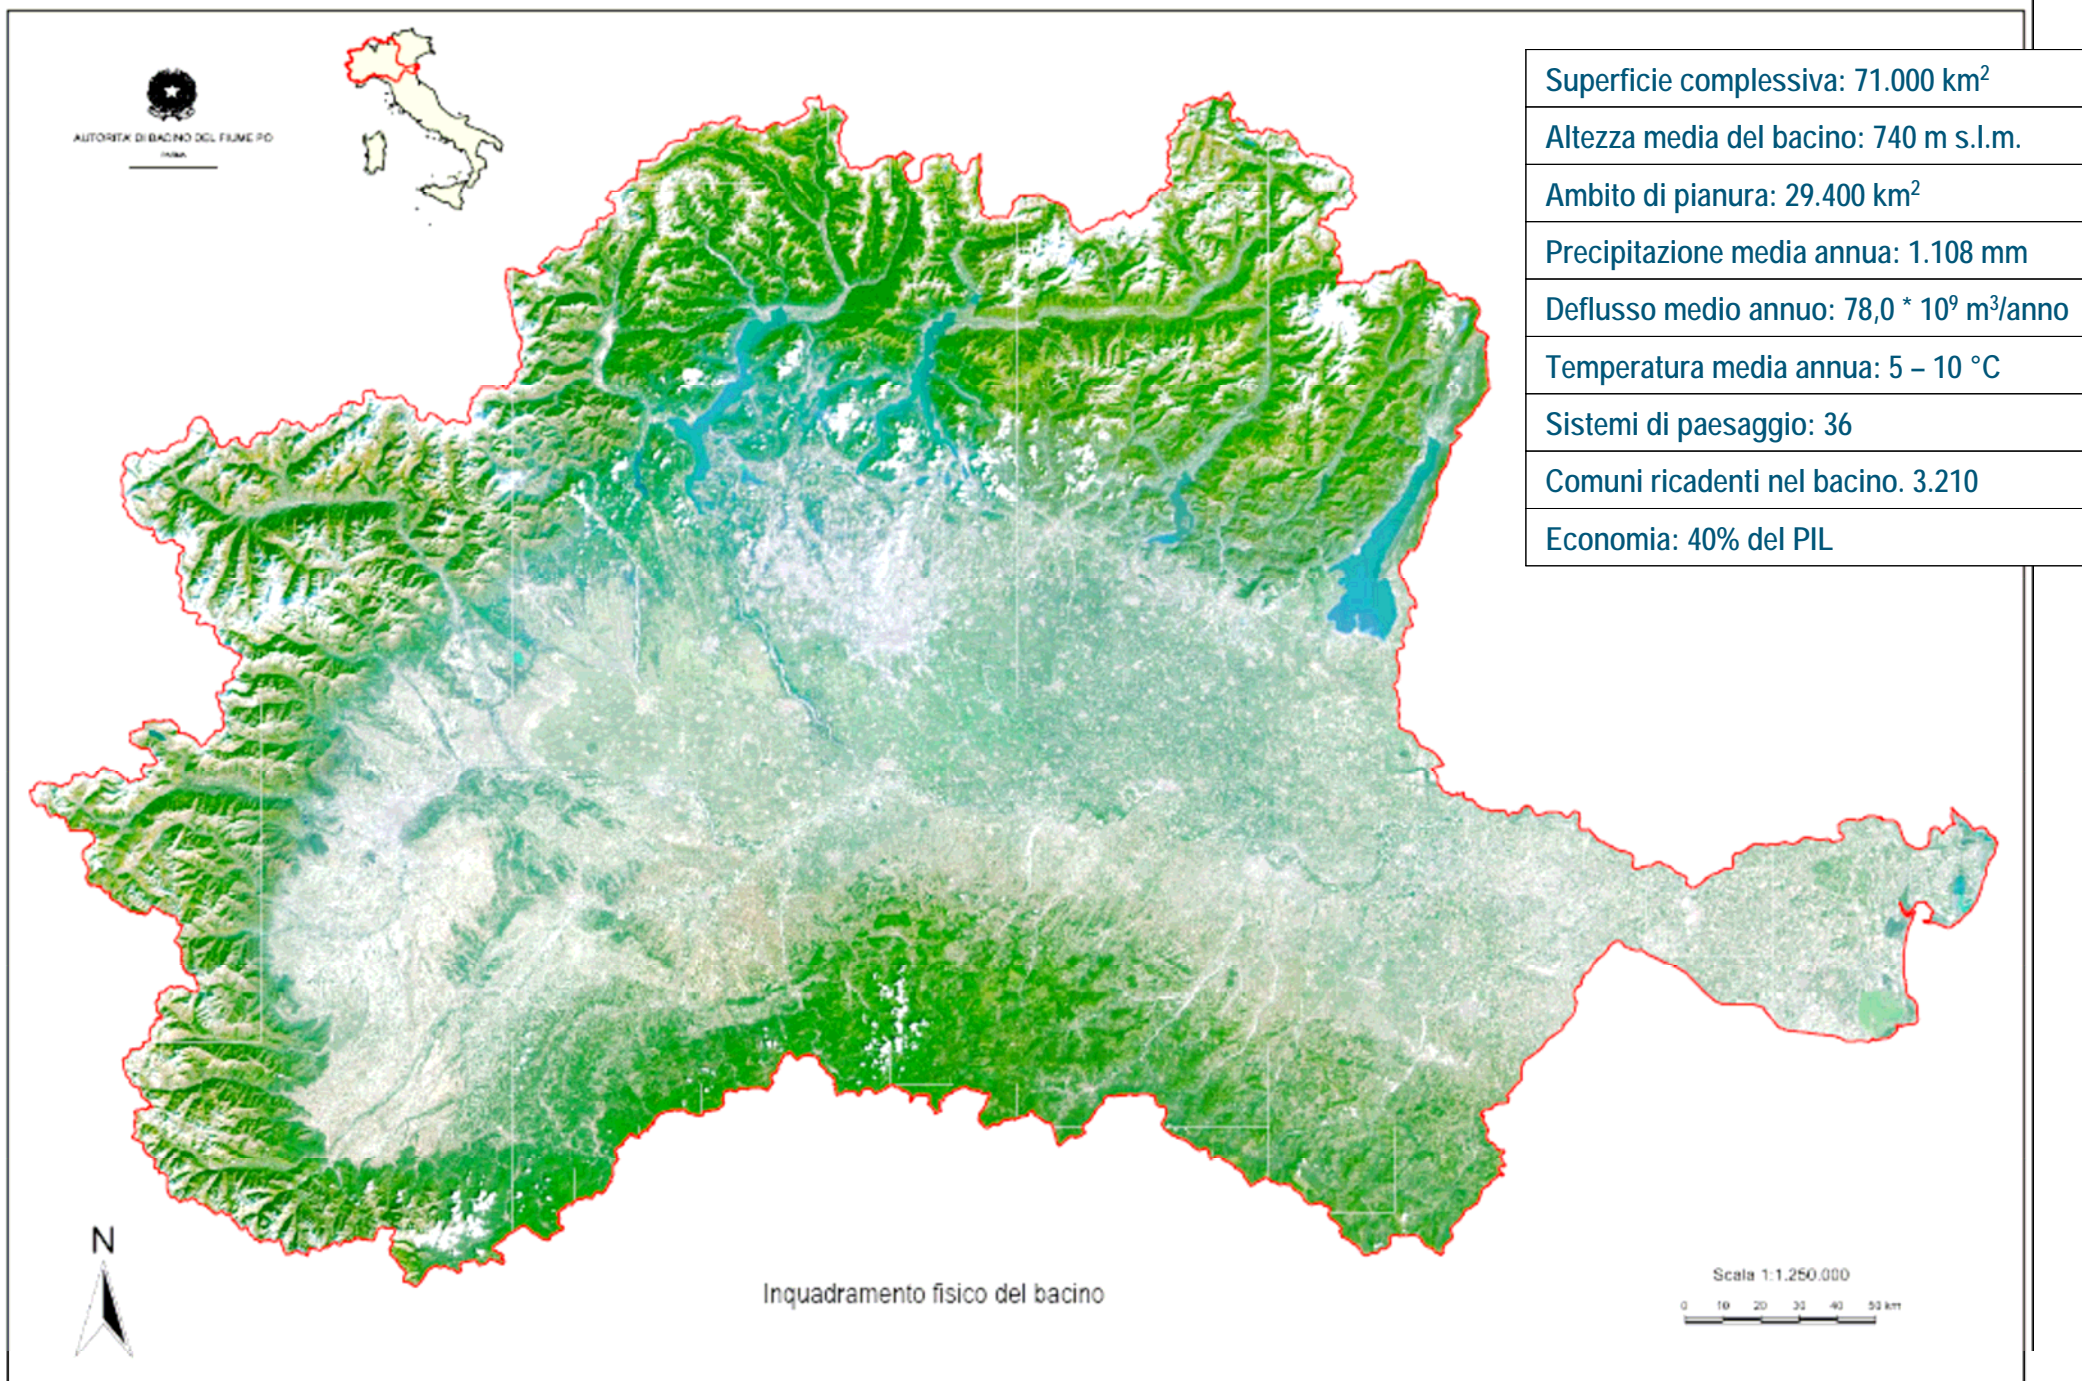 AUTORITA' DI BACINO DEL FIUME PO
PARMA
Superficie complessiva: 71.000 km²
Altezza media del bacino: 740 m s.l.m.
Ambito di pianura: 29.400 km²
Precipitazione media annua: 1.108 mm
Deflusso medio annuo: 78,0 * 10⁹ m³/anno
Temperatura media annua: 5 – 10 °C
Sistemi di paesaggio: 36
Comuni ricadenti nel bacino. 3.210
Economia: 40% del PIL
N
Inquadramento fisico del bacino
Scala 1:1.250.000
0 10 20 30 40 50 km